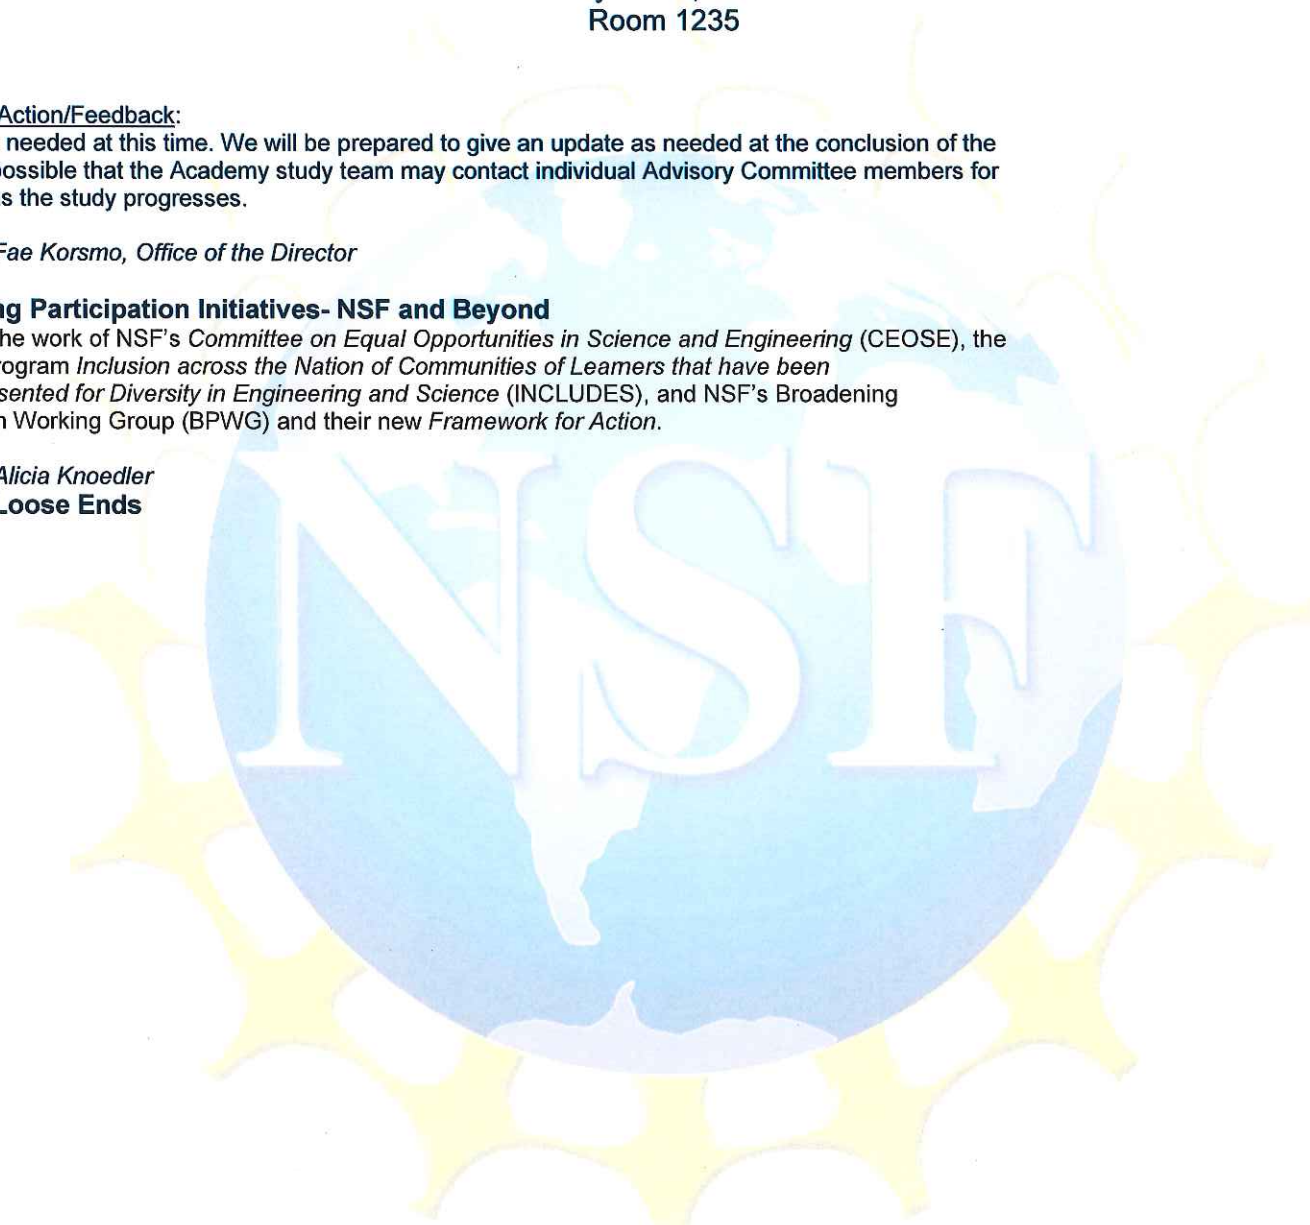 Room 1235
Action/Feedback:
needed at this time. We will be prepared to give an update as needed at the conclusion of the
ossible that the Academy study team may contact individual Advisory Committee members for
s the study progresses.
Fae Korsmo, Office of the Director
ng Participation Initiatives- NSF and Beyond
he work of NSF's Committee on Equal Opportunities in Science and Engineering (CEOSE), the
rogram Inclusion across the Nation of Communities of Learners that have been
sented for Diversity in Engineering and Science (INCLUDES), and NSF's Broadening
n Working Group (BPWG) and their new Framework for Action.
Alicia Knoedler
Loose Ends
NSF